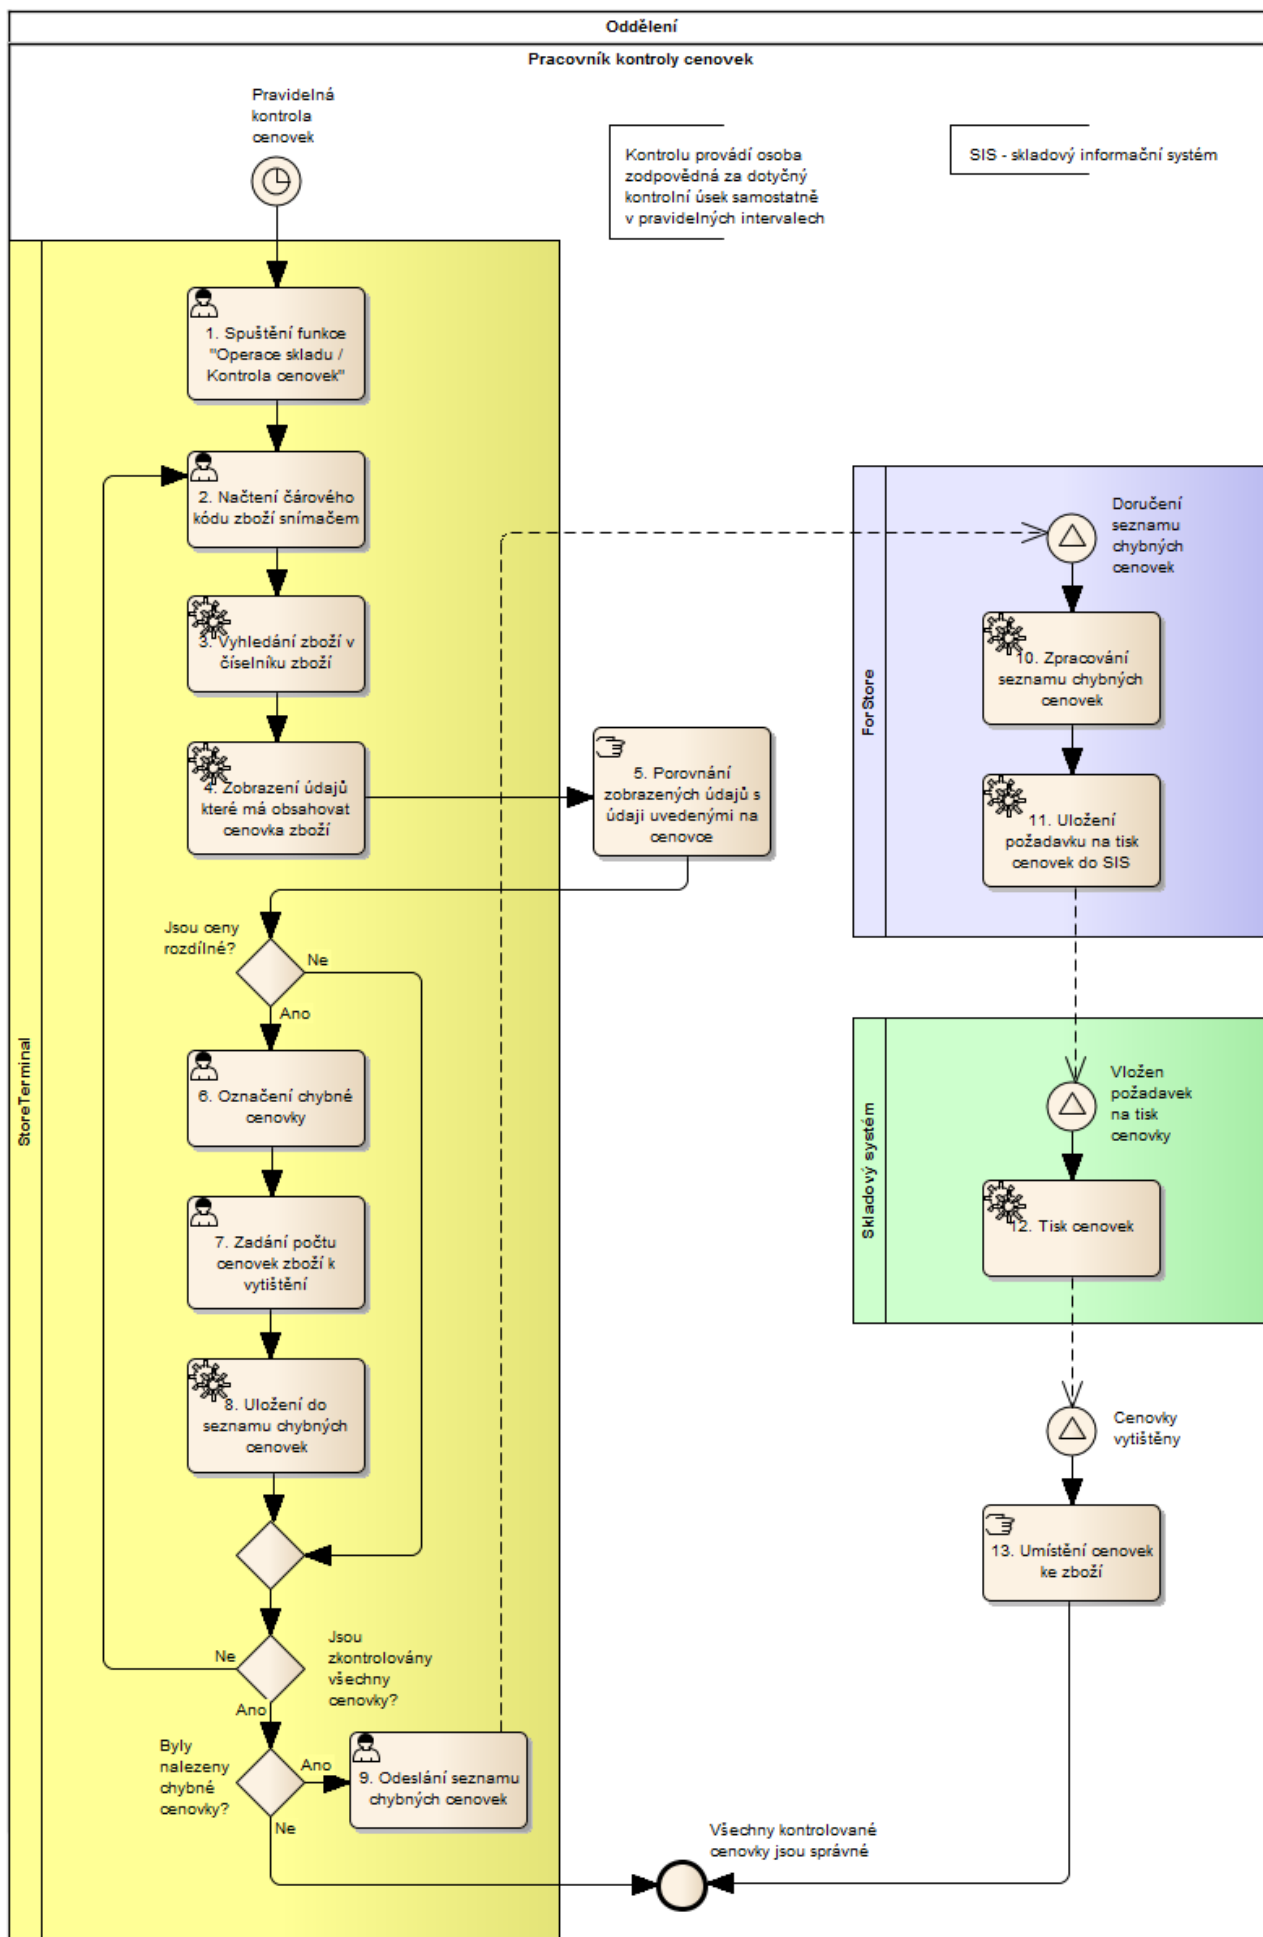 Oddělení
Pracovník kontroly cenovek
Pravidelná
kontrola
cenovek
Kontrolu provádí osoba
zodpovědná za dotyčný
kontrolní úsek samostatně
v pravidelných intervalech
SIS - skladový informační systém
StoreTerminal
1. Spuštění funkce
"Operace skladu /
Kontrola cenovek"
2. Načtení čárového
kódu zboží snímačem
3. Vyhledání zboží v
číselníku zboží
4. Zobrazení údajů
které má obsahovat
cenovka zboží
5. Porovnání
zobrazených údajů s
údaji uvedenými na
cenovce
Jsou ceny
rozdílné?
Ne
Ano
6. Označení chybné
cenovky
7. Zadání počtu
cenovek zboží k
vytištění
8. Uložení do
seznamu chybných
cenovek
Jsou
zkontrolovány
všechny
cenovky?
Ne
Ano
Byly
nalezeny
chybné
cenovky?
Ano
Ne
9. Odeslání seznamu
chybných cenovek
ForStore
Doručení
seznamu
chybných
cenovek
10. Zpracování
seznamu chybných
cenovek
11. Uložení
požadavku na tisk
cenovek do SIS
Skladový systém
Vložen
požadavek
na tisk
cenovky
12. Tisk cenovek
Cenovky
vytištěny
13. Umístění cenovek
ke zboží
Všechny kontrolované
cenovky jsou správné